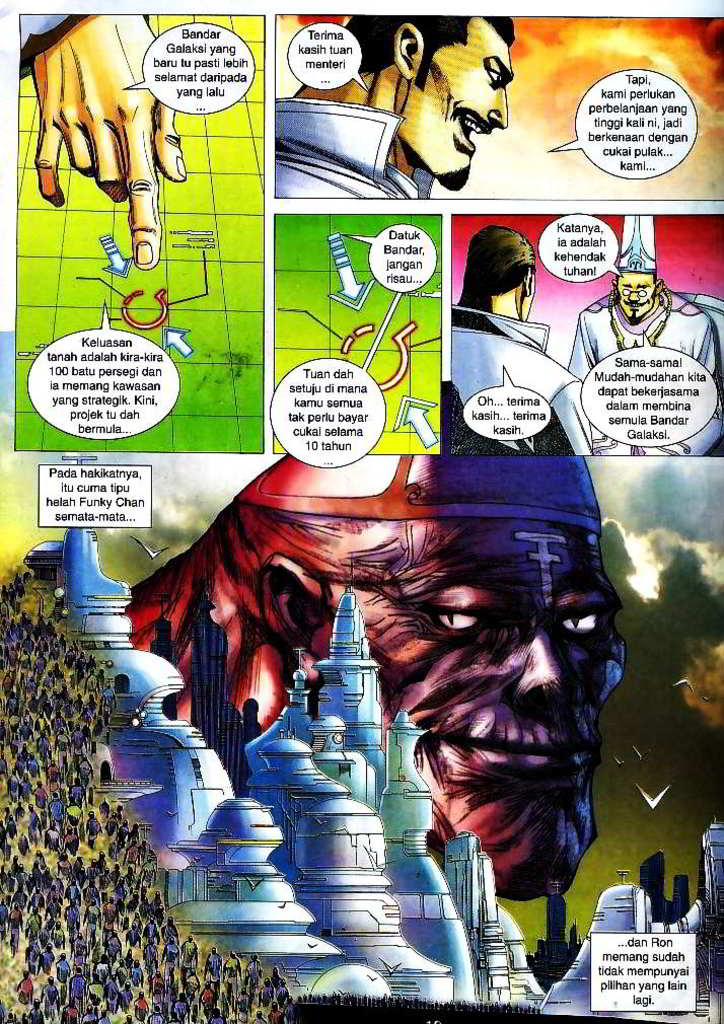 Bandar
Galaksi yang
baru tu pasti lebih
selamat daripada
yang lalu
...
Keluasan
tanah adalah kira-kira
100 batu persegi dan
ia memang kawasan
yang strategik. Kini,
projek tu dah
bermula...
Terima
kasih tuan
menteri
...
Tapi,
kami perlukan
perbelanjaan yang
tinggi kali ni, jadi
berkenaan dengan
cukai pulak...
kami...
Datuk
Bandar,
jangan
risau...
Tuan dah
setuju di mana
kamu semua
tak perlu bayar
cukai selama
10 tahun
...
Katanya,
ia adalah
kehendak
tuhan!
Oh... terima
kasih... terima
kasih.
Sama-sama!
Mudah-mudahan kita
dapat bekerjasama
dalam membina
semula Bandar
Galaksi.
Pada hakikatnya,
itu cuma tipu
helah Funky Chan
semata-mata...
...dan Ron
memang sudah
tidak mempunyai
pilihan yang lain
lagi.